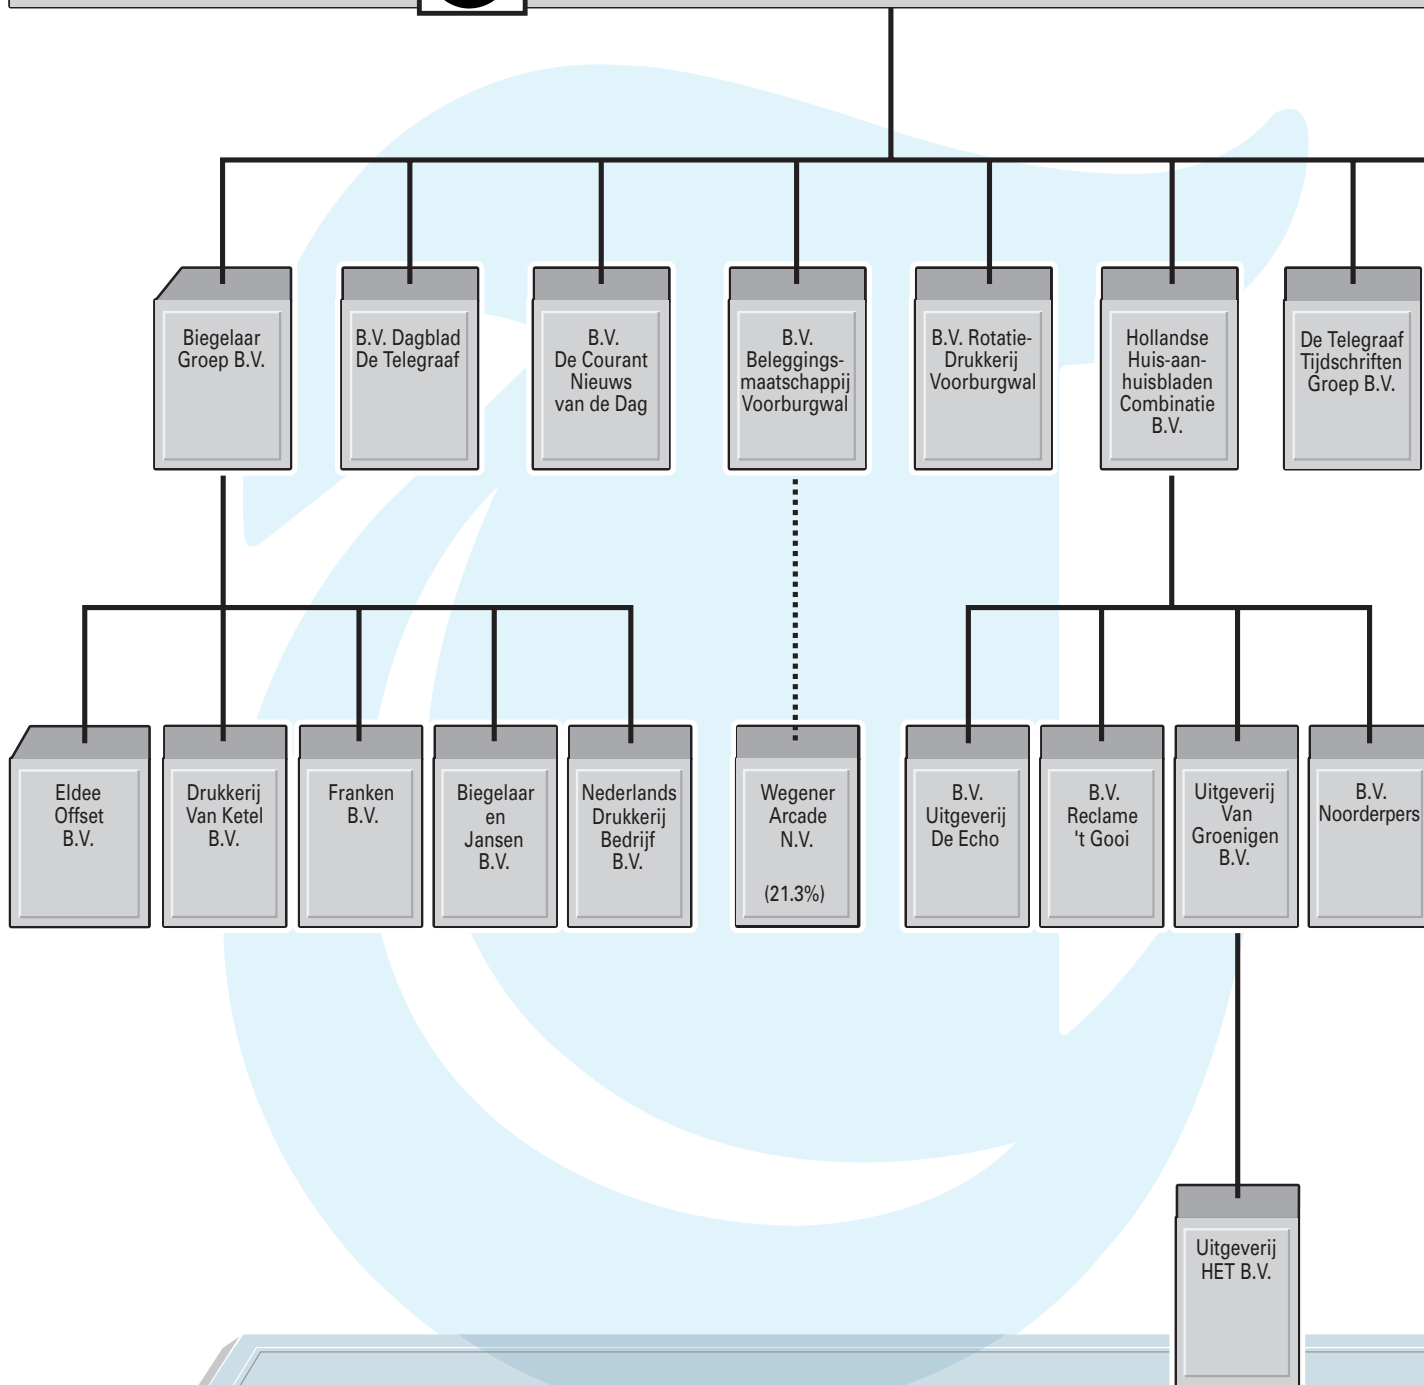 Biegelaar
Groep B.V.
B.V. Dagblad
De Telegraaf
B.V.
De Courant
Nieuws
van de Dag
B.V.
Beleggings-
maatschappij
Voorburgwal
B.V. Rotatie-
Drukkerij
Voorburgwal
Hollandse
Huis-aan-
huisbladen
Combinatie
B.V.
De Telegraaf
Tijdschriften
Groep B.V.
Eldee
Offset
B.V.
Drukkerij
Van Ketel
B.V.
Franken
B.V.
Biegelaar
en
Jansen
B.V.
Nederlands
Drukkerij
Bedrijf
B.V.
Wegener
Arcade
N.V.
(21.3%)
B.V.
Uitgeverij
De Echo
B.V.
Reclame
't Gooi
Uitgeverij
Van
Groenigen
B.V.
B.V.
Noorderpers
Uitgeverij
HET B.V.